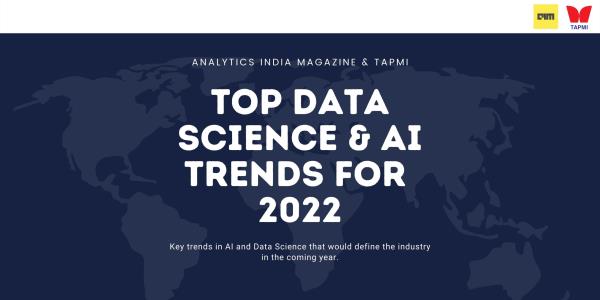 AIM
TAPMI
ANALYTICS INDIA MAGAZINE & TAPMI
TOP DATA
SCIENCE & AI
TRENDS FOR
2022
Key trends in AI and Data Science that would define the industry
in the coming year.